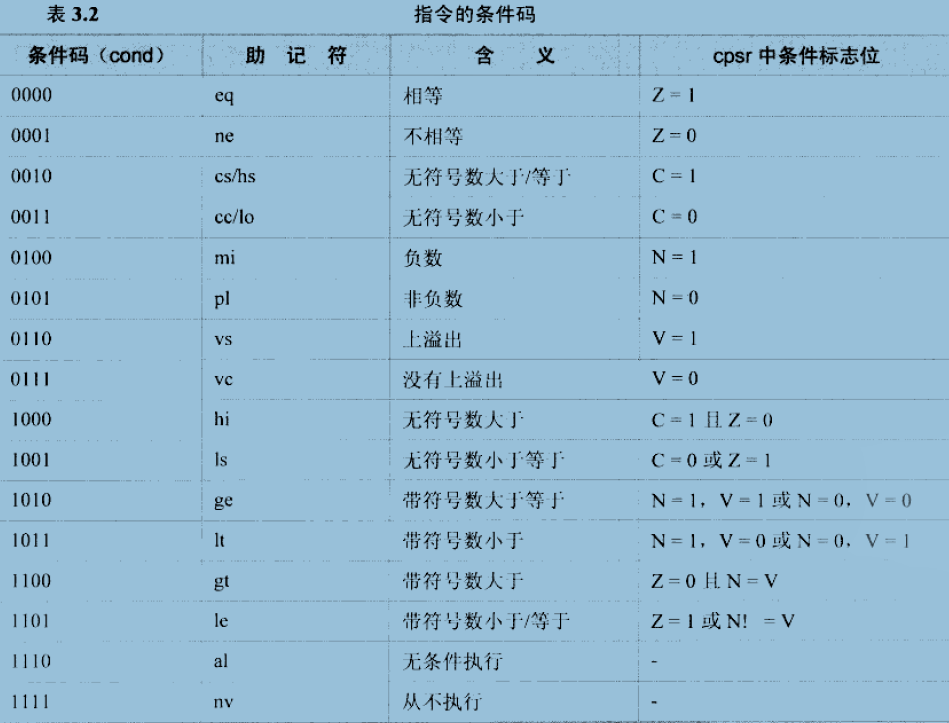 表 3.2 指令的条件码
条件码（cond） 助 记 符 含 义 cpsr 中条件标志位
0000 eq 相等 Z = 1
0001 ne 不相等 Z = 0
0010 cs/hs 无符号数大于/等于 C = 1
0011 cc/lo 无符号数小于 C = 0
0100 mi 负数 N = 1
0101 pl 非负数 N = 0
0110 vs 上溢出 V = 1
0111 vc 没有上溢出 V = 0
1000 hi 无符号数大于 C = 1 且 Z = 0
1001 ls 无符号数小于等于 C = 0 或 Z = 1
1010 ge 带符号数大于等于 N = 1，V = 1 或 N = 0，V = 0
1011 lt 带符号数小于 N = 1，V = 0 或 N = 0，V = 1
1100 gt 带符号数大于 Z = 0 且 N = V
1101 le 带符号数小于/等于 Z = 1 或 N! = V
1110 al 无条件执行 -
1111 nv 从不执行 -